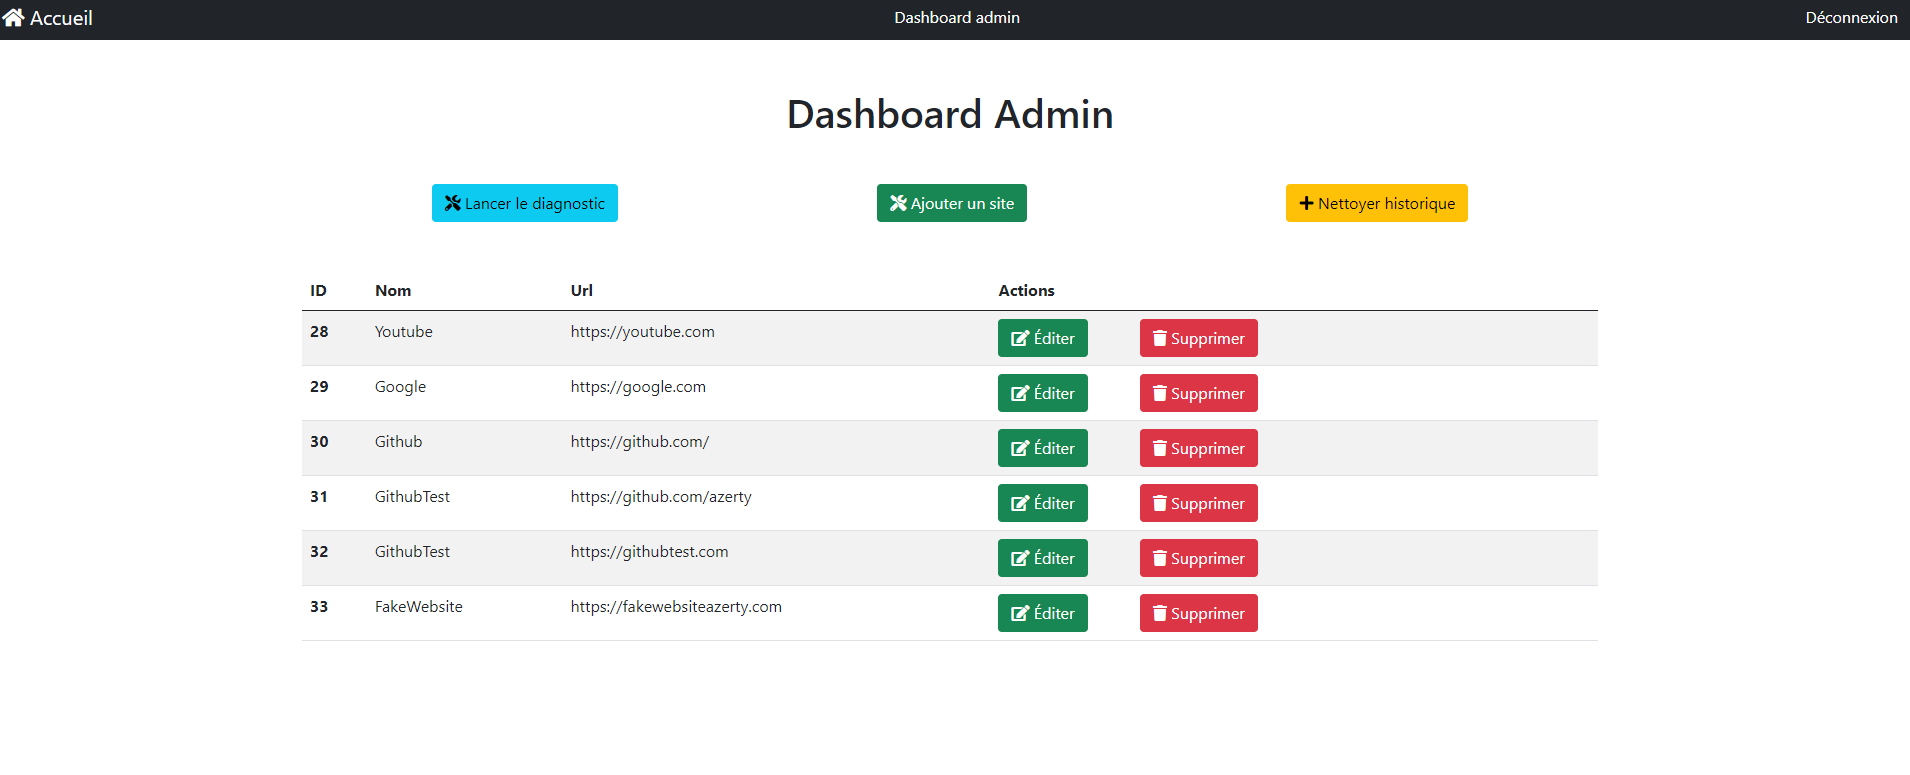 Accueil Dashboard admin Déconnexion
Dashboard Admin
Lancer le diagnostic Ajouter un site Nettoyer historique
ID Nom Url Actions
28 Youtube https://youtube.com Éditer Supprimer
29 Google https://google.com Éditer Supprimer
30 Github https://github.com/ Éditer Supprimer
31 GithubTest https://github.com/azerty Éditer Supprimer
32 GithubTest https://githubtest.com Éditer Supprimer
33 FakeWebsite https://fakewebsiteazerty.com Éditer Supprimer